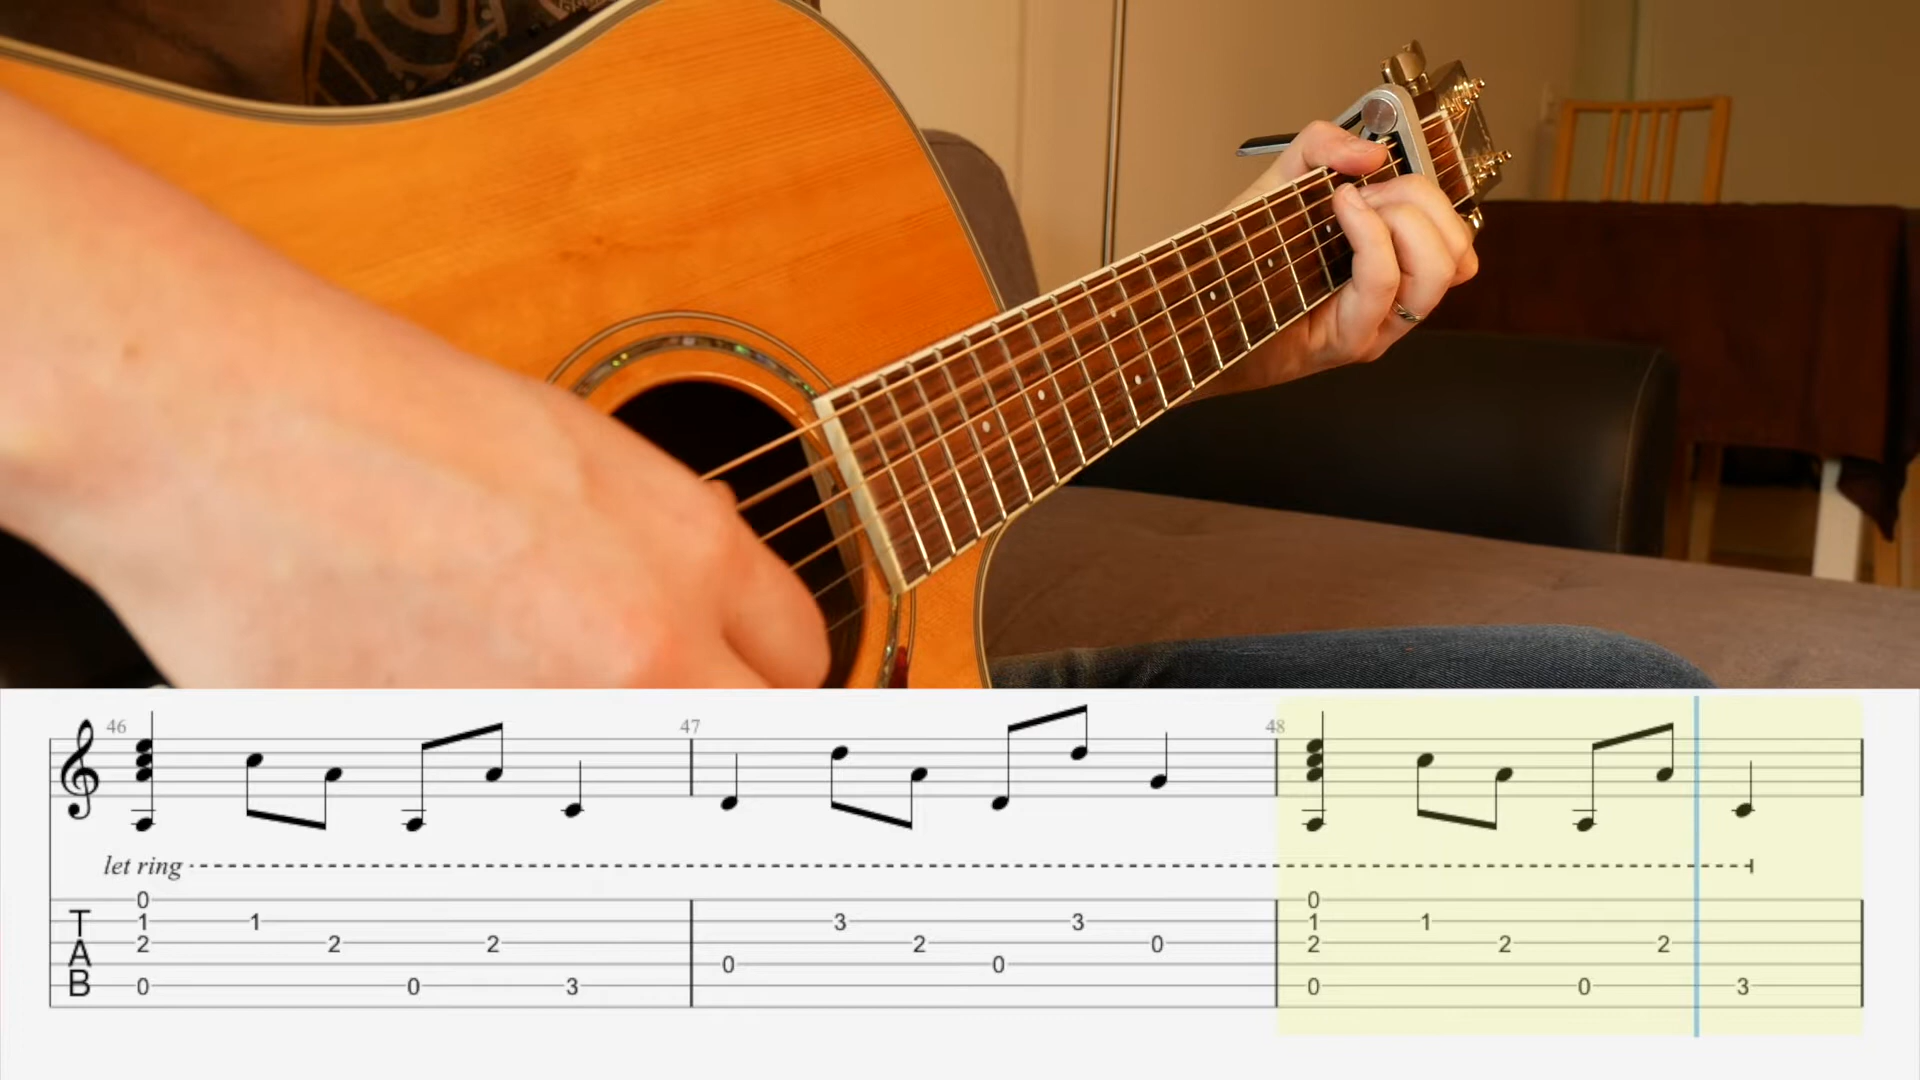 46 47 48
let ring
0 0
T 1 1 3 3 1 1
A 2 2 2 2 0 2 2 2
0 0
B 0 0 3 0 0 3